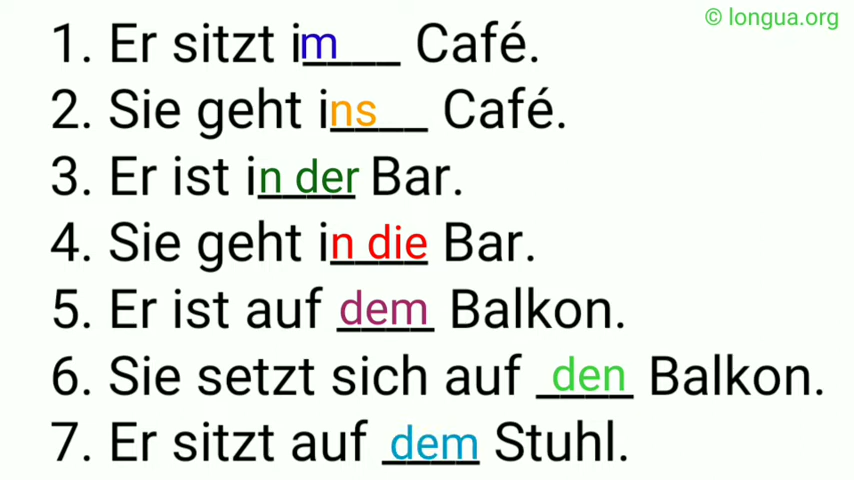 © longua.org
1. Er sitzt im____ Café.
2. Sie geht ins____ Café.
3. Er ist in der Bar.
4. Sie geht in die Bar.
5. Er ist auf dem Balkon.
6. Sie setzt sich auf den Balkon.
7. Er sitzt auf dem Stuhl.